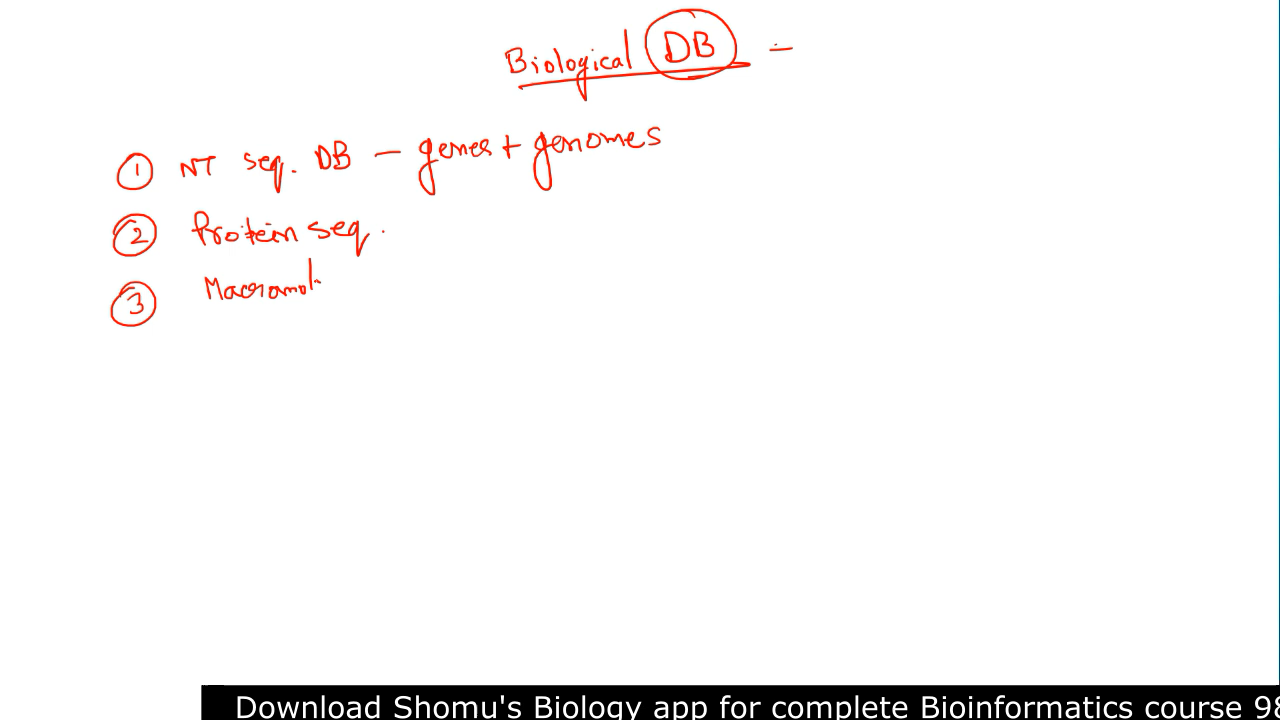 Biological DB –
① NT seq. DB – genes + genomes
② Protein seq.
③ Macromol
Download Shomu's Biology app for complete Bioinformatics course 98